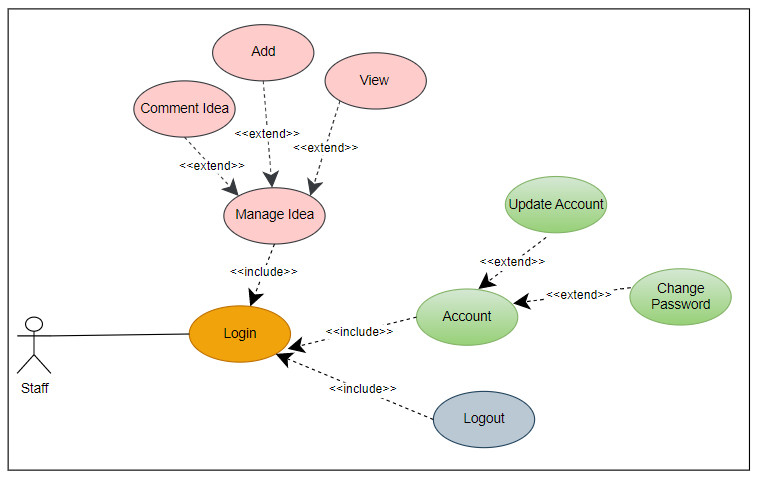 Add
View
Comment Idea
<<extend>>
<<extend>>
<<extend>>
Manage Idea
Update Account
<<extend>>
<<include>>
Change
Password
<<extend>>
Account
Login
<<include>>
Staff
<<include>>
Logout